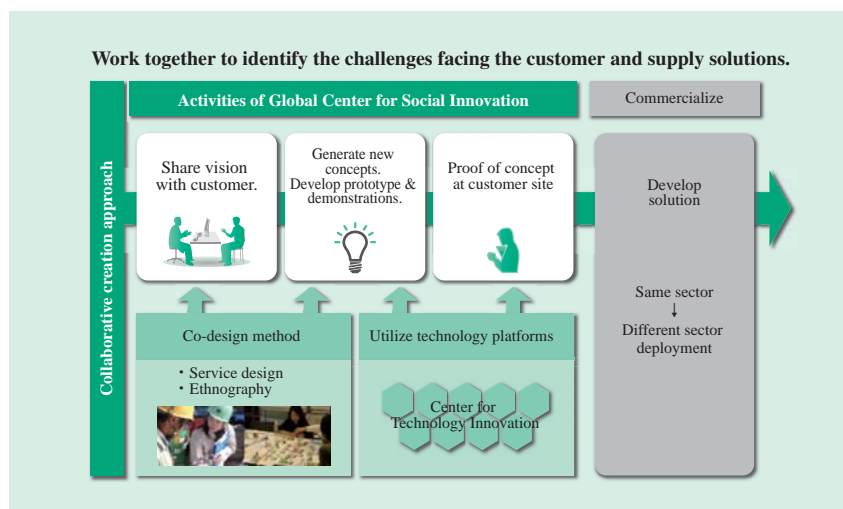 Work together to identify the challenges facing the customer and supply solutions.
Collaborative creation approach
Activities of Global Center for Social Innovation
Commercialize
Share vision
with customer.
Generate new
concepts.
Develop prototype &
demonstrations.
Proof of concept
at customer site
Develop
solution
Same sector
↓
Different sector
deployment
Co-design method
・Service design
・Ethnography
Utilize technology platforms
Center for
Technology Innovation